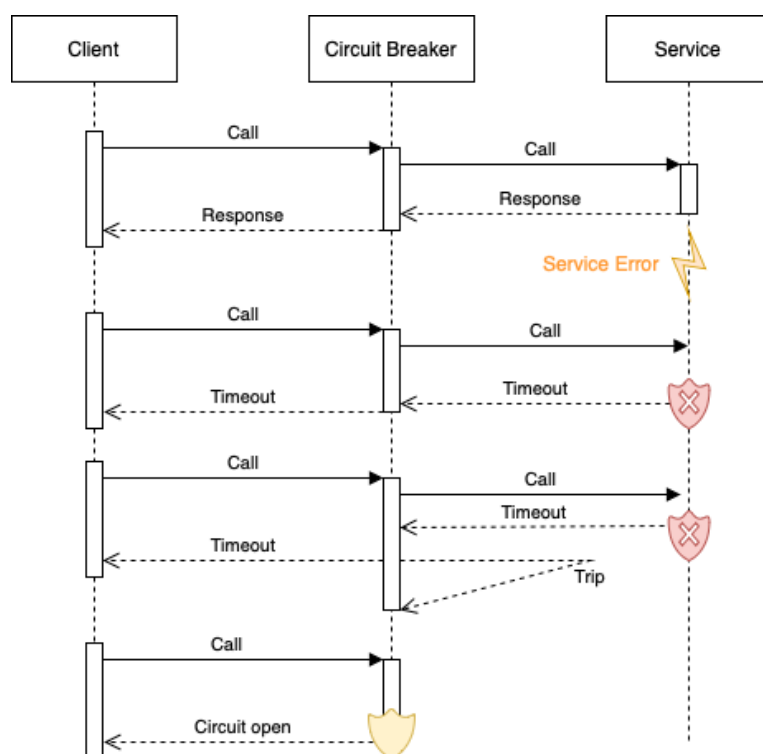 Client
Circuit Breaker
Service
Call
Call
Response
Response
Service Error
Call
Call
Timeout
Timeout
Call
Call
Timeout
Timeout
Trip
Call
Circuit open